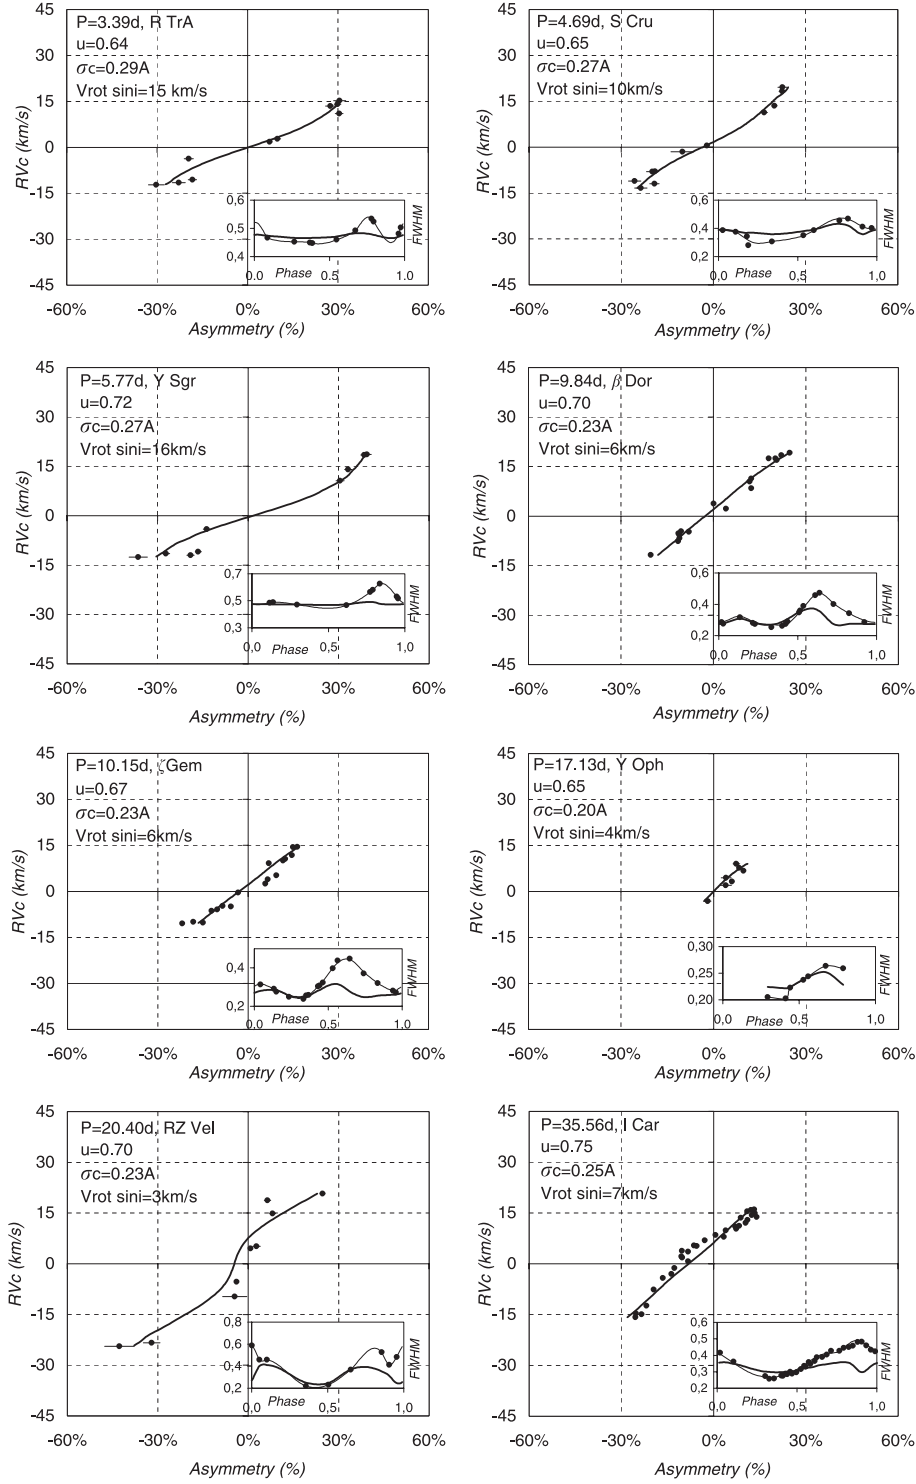 45
30
15
0
-15
-30
-45
RVc (km/s)
P=3.39d, R TrA
u=0.64
σc=0.29A
Vrot sini=15 km/s
0,6
0,5
0,4
0.0
Phase
0.5
1.0
FWHM
-60%
-30%
0%
30%
60%
Asymmetry (%)
45
30
15
0
-15
-30
-45
RVc (km/s)
P=4.69d, S Cru
u=0.65
σc=0.27A
Vrot sini=10km/s
0,6
0,4
0,2
0,0
Phase
0,5
1,0
FWHM
-60%
-30%
0%
30%
60%
Asymmetry (%)
45
30
15
0
-15
-30
-45
RVc (km/s)
P=5.77d, Y Sgr
u=0.72
σc=0.27A
Vrot sini=16km/s
0,7
0,5
0,3
0,0
Phase
0,5
1,0
FWHM
-60%
-30%
0%
30%
60%
Asymmetry (%)
45
30
15
0
-15
-30
-45
RVc (km/s)
P=9.84d, β Dor
u=0.70
σc=0.23A
Vrot sini=6km/s
0,6
0,4
0,2
0,0
Phase
0,5
1,0
FWHM
-60%
-30%
0%
30%
60%
Asymmetry (%)
45
30
15
0
-15
-30
-45
RVc (km/s)
P=10.15d, ζGem
u=0.67
σc=0.23A
Vrot sini=6km/s
0,4
0,2
0,0
Phase
0,5
1,0
FWHM
-60%
-30%
0%
30%
60%
Asymmetry (%)
45
30
15
0
-15
-30
-45
RVc (km/s)
P=17.13d, Y Oph
u=0.65
σc=0.20A
Vrot sini=4km/s
0,30
0,25
0,20
0,0
Phase
0,5
1,0
FWHM
-60%
-30%
0%
30%
60%
Asymmetry (%)
45
30
15
0
-15
-30
-45
RVc (km/s)
P=20.40d, RZ Vel
u=0.70
σc=0.23A
Vrot sini=3km/s
0,8
0,6
0,4
0,2
0,0
Phase
0,5
1,0
FWHM
-60%
-30%
0%
30%
60%
Asymmetry (%)
45
30
15
0
-15
-30
-45
RVc (km/s)
P=35.56d, l Car
u=0.75
σc=0.25A
Vrot sini=7km/s
0,6
0,5
0,4
0,3
0,2
0,0
Phase
0,5
1,0
FWHM
-60%
-30%
0%
30%
60%
Asymmetry (%)